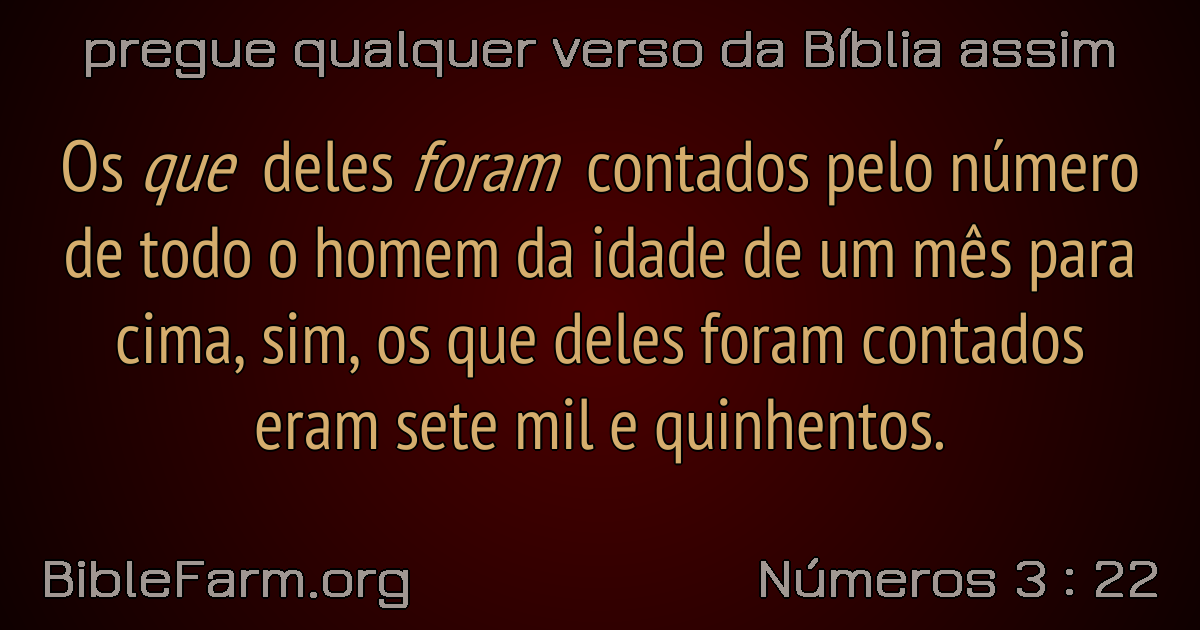 pregue qualquer verso da Bíblia assim
Os que deles foram contados pelo número
de todo o homem da idade de um mês para
cima, sim, os que deles foram contados
eram sete mil e quinhentos.
BibleFarm.org
Números 3 : 22